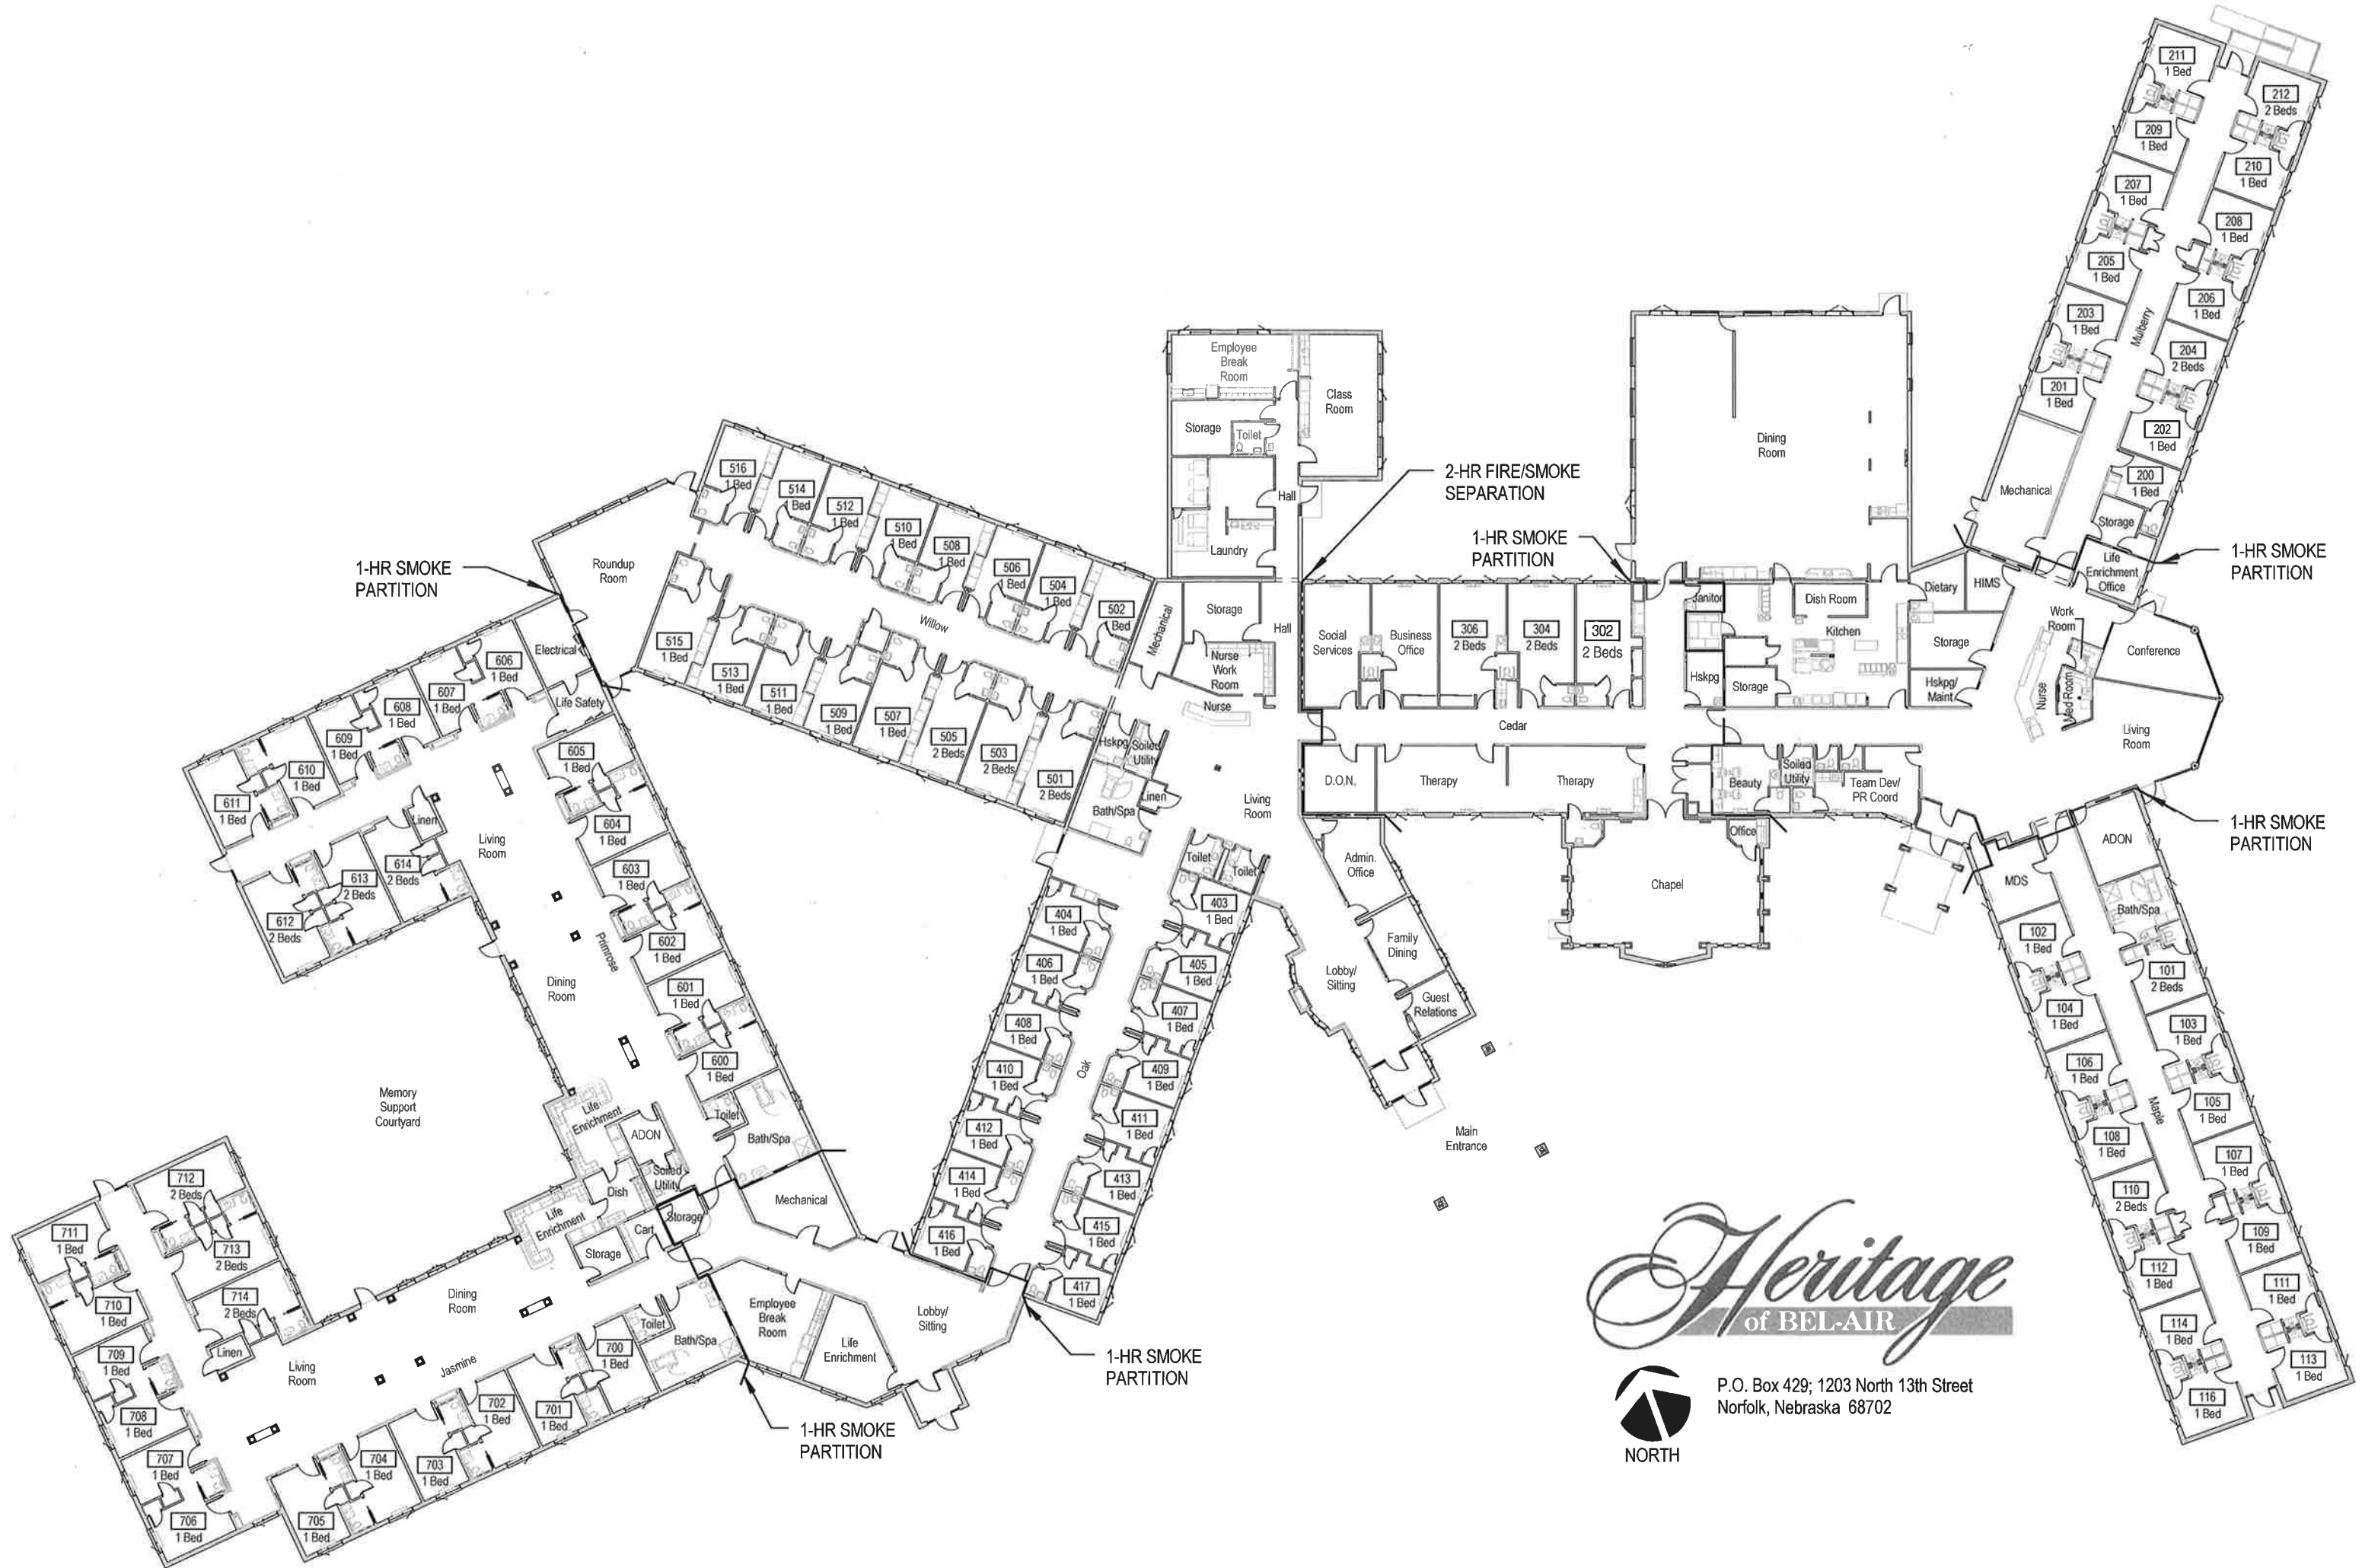 211
1 Bed
212
2 Beds
209
1 Bed
210
1 Bed
207
1 Bed
208
1 Bed
205
1 Bed
206
1 Bed
203
1 Bed
Mulberry
204
2 Beds
201
1 Bed
202
1 Bed
200
1 Bed
Mechanical
Storage
Life
Enrichment
Office
1-HR SMOKE
PARTITION
Employee
Break
Room
Class
Room
Storage
Toilet
Hall
Laundry
Dining
Room
2-HR FIRE/SMOKE
SEPARATION
1-HR SMOKE
PARTITION
516
1 Bed
514
1 Bed
512
1 Bed
510
1 Bed
508
1 Bed
506
1 Bed
504
1 Bed
502
1 Bed
Roundup
Room
1-HR SMOKE
PARTITION
Willow
515
1 Bed
513
1 Bed
511
1 Bed
509
1 Bed
507
1 Bed
505
2 Beds
503
2 Beds
501
2 Beds
Mechanical
Storage
Hall
Nurse
Work
Room
Nurse
Hskpg
Soiled
Utility
Linen
Bath/Spa
Living
Room
Social
Services
Business
Office
306
2 Beds
304
2 Beds
302
2 Beds
Janitor
Dish Room
Kitchen
Hskpg
Storage
Dietary
HIMS
Storage
Hskpg/
Maint
Work
Room
Nurse
Med Room
Conference
Living
Room
Cedar
D.O.N.
Therapy
Therapy
Beauty
Soiled
Utility
Team Dev/
PR Coord
Office
Chapel
Admin.
Office
Family
Dining
Guest
Relations
Lobby/
Sitting
Main
Entrance
1-HR SMOKE
PARTITION
ADON
MDS
Bath/Spa
102
1 Bed
101
2 Beds
104
1 Bed
103
1 Bed
106
1 Bed
105
1 Bed
Maple
108
1 Bed
107
1 Bed
110
2 Beds
109
1 Bed
112
1 Bed
111
1 Bed
114
1 Bed
113
1 Bed
116
1 Bed
Electrical
Life Safety
606
1 Bed
607
1 Bed
608
1 Bed
609
1 Bed
610
1 Bed
611
1 Bed
605
1 Bed
604
1 Bed
603
1 Bed
602
1 Bed
601
1 Bed
600
1 Bed
Linen
614
2 Beds
613
2 Beds
612
2 Beds
Living
Room
Primrose
Dining
Room
Toilet
Bath/Spa
Life
Enrichment
ADON
Soiled
Utility
Mechanical
Memory
Support
Courtyard
Dish
Life
Enrichment
Storage
Cart
Storage
Toilet
Toilet
404
1 Bed
403
1 Bed
406
1 Bed
405
1 Bed
408
1 Bed
407
1 Bed
410
1 Bed
Oak
409
1 Bed
412
1 Bed
411
1 Bed
414
1 Bed
413
1 Bed
416
1 Bed
415
1 Bed
417
1 Bed
712
2 Beds
711
1 Bed
713
2 Beds
710
1 Bed
714
2 Beds
709
1 Bed
Linen
708
1 Bed
707
1 Bed
706
1 Bed
Living
Room
Dining
Room
Jasmine
700
1 Bed
701
1 Bed
702
1 Bed
703
1 Bed
704
1 Bed
705
1 Bed
Toilet
Bath/Spa
Employee
Break
Room
Life
Enrichment
Lobby/
Sitting
1-HR SMOKE
PARTITION
1-HR SMOKE
PARTITION
Heritage
of BEL-AIR
P.O. Box 429; 1203 North 13th Street
Norfolk, Nebraska 68702
NORTH